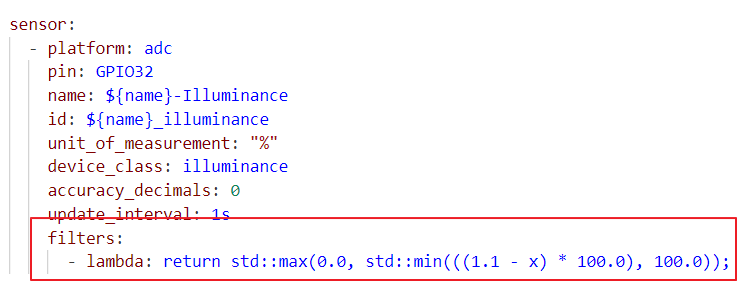 sensor:
  - platform: adc
    pin: GPIO32
    name: ${name}-Illuminance
    id: ${name}_illuminance
    unit_of_measurement: "%"
    device_class: illuminance
    accuracy_decimals: 0
    update_interval: 1s
    filters:
      - lambda: return std::max(0.0, std::min(((1.1 - x) * 100.0), 100.0));